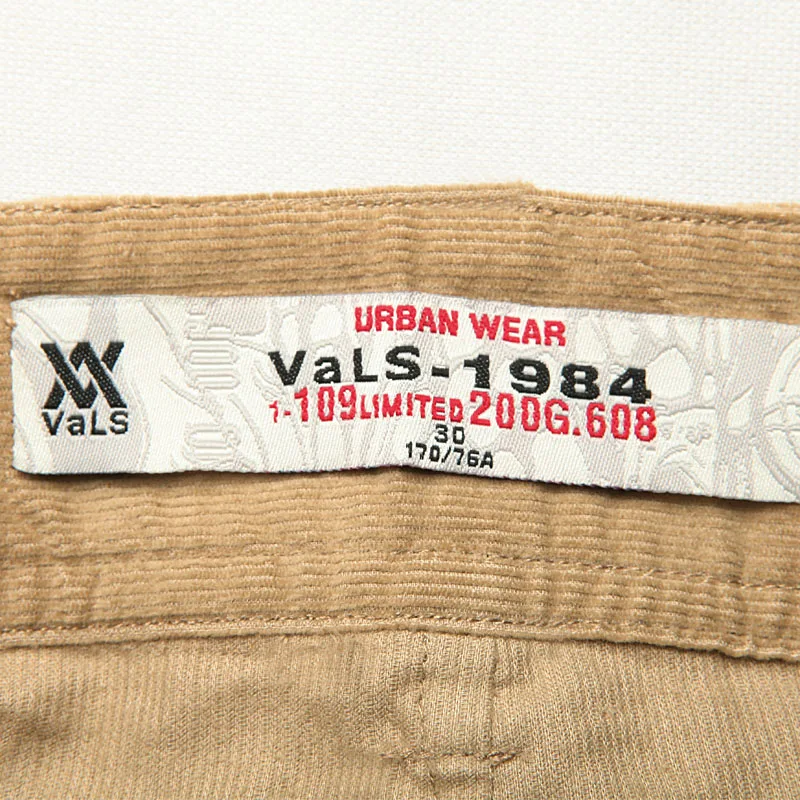 VaLS
URBAN WEAR
VaLS-1984
1-109LIMITED200G.608
30
170/76A